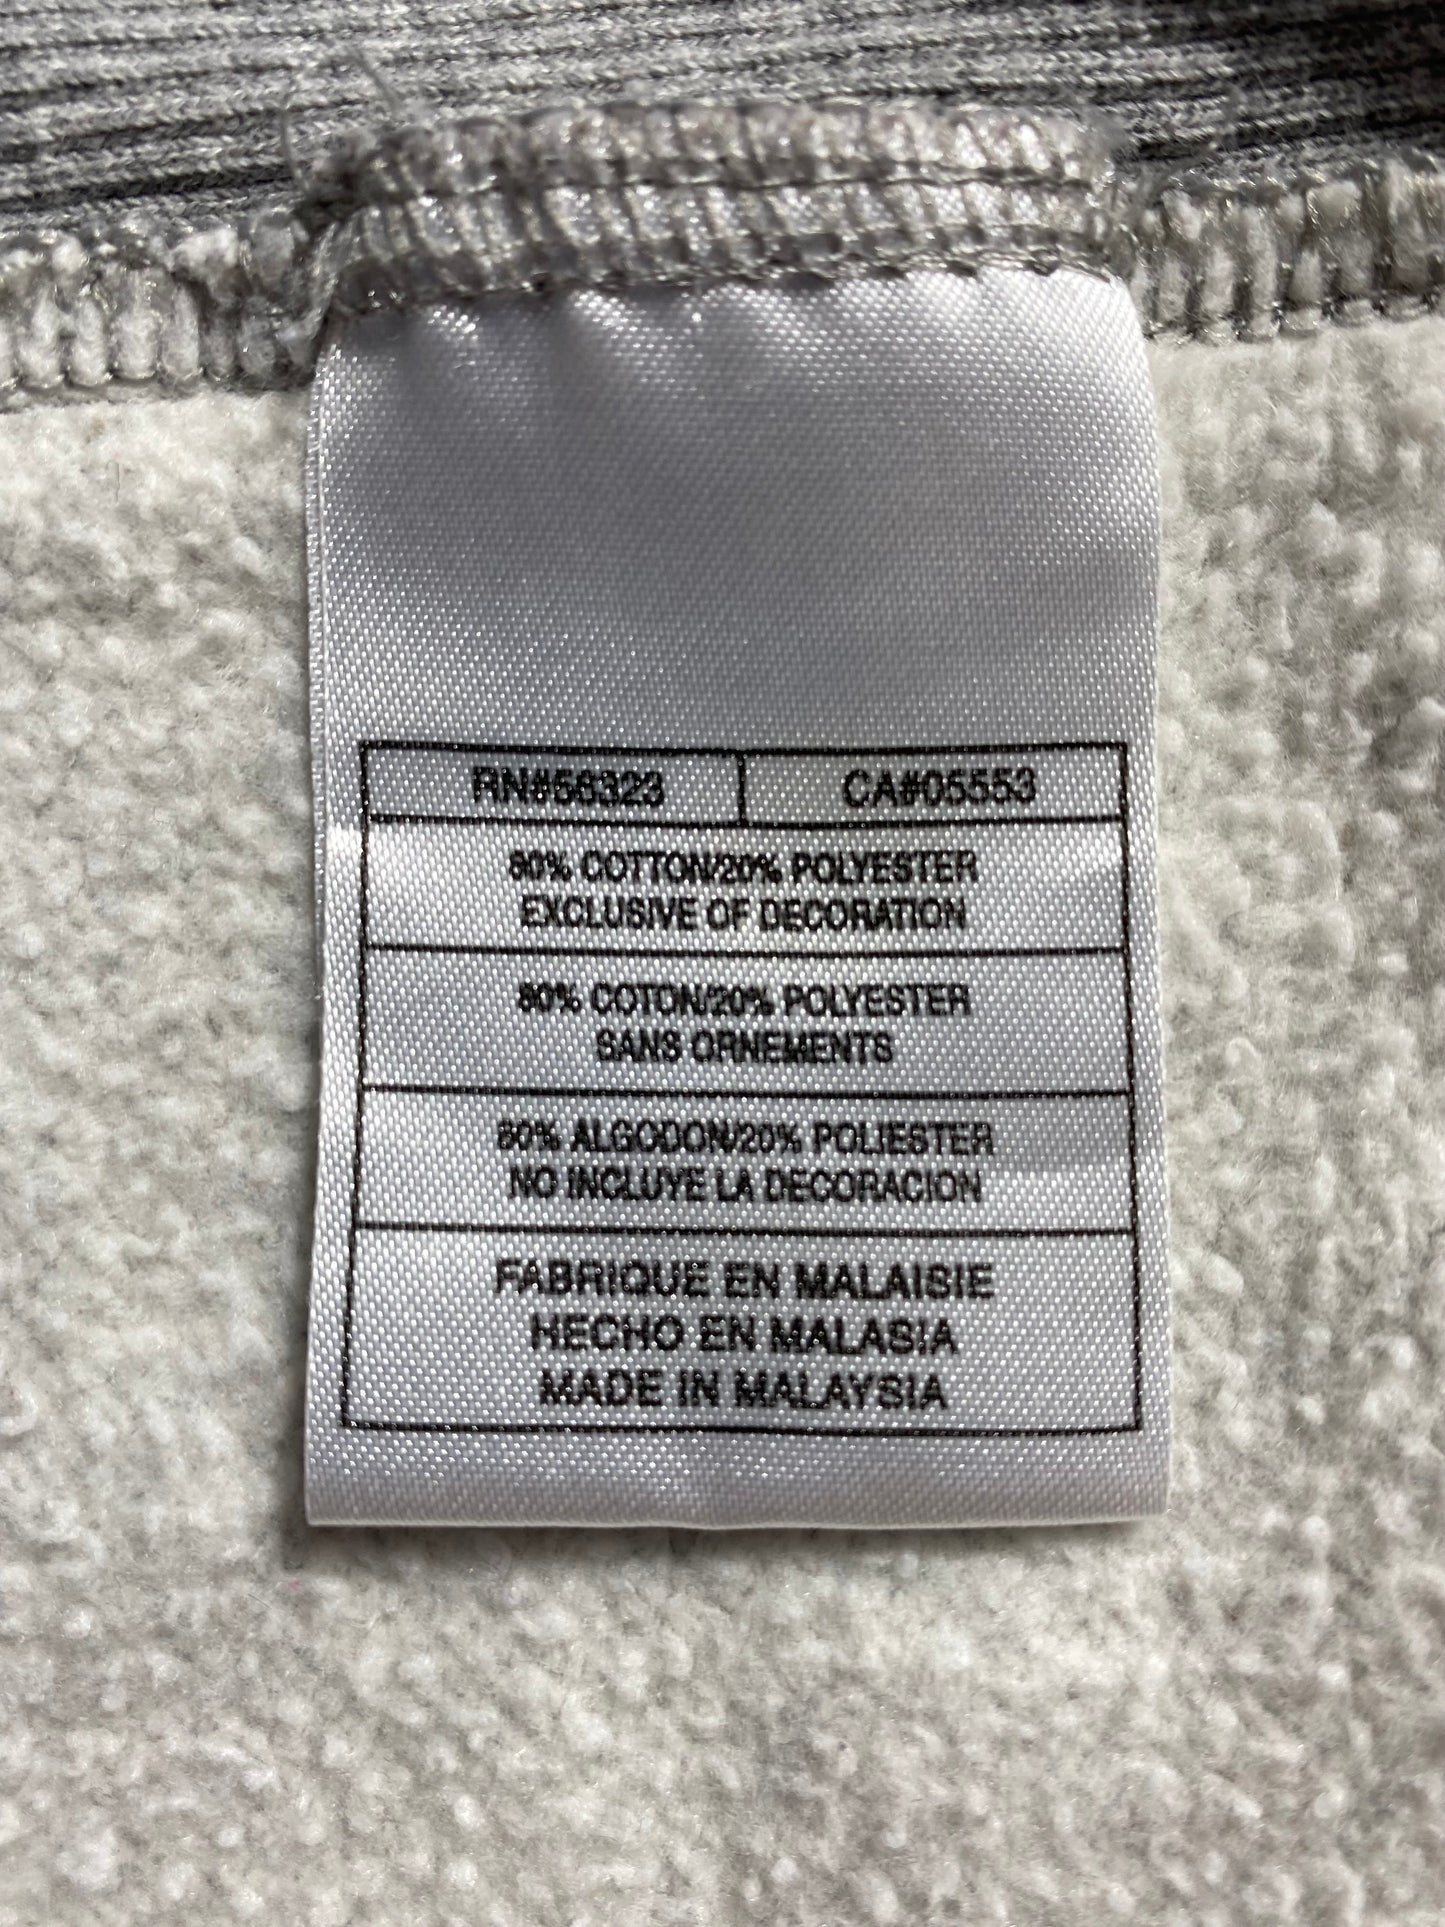 RN#56323 CA#05553
80% COTTON/20% POLYESTER
EXCLUSIVE OF DECORATION
80% COTON/20% POLYESTER
SANS ORNEMENTS
80% ALGODON/20% POLIESTER
NO INCLUYE LA DECORACION
FABRIQUE EN MALAISIE
HECHO EN MALASIA
MADE IN MALAYSIA